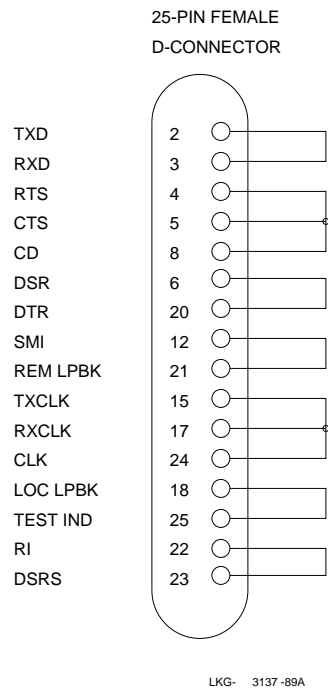 25-PIN FEMALE
D-CONNECTOR
TXD 2
RXD 3
RTS 4
CTS 5
CD 8
DSR 6
DTR 20
SMI 12
REM LPBK 21
TXCLK 15
RXCLK 17
CLK 24
LOC LPBK 18
TEST IND 25
RI 22
DSRS 23
LKG- 3137 -89A